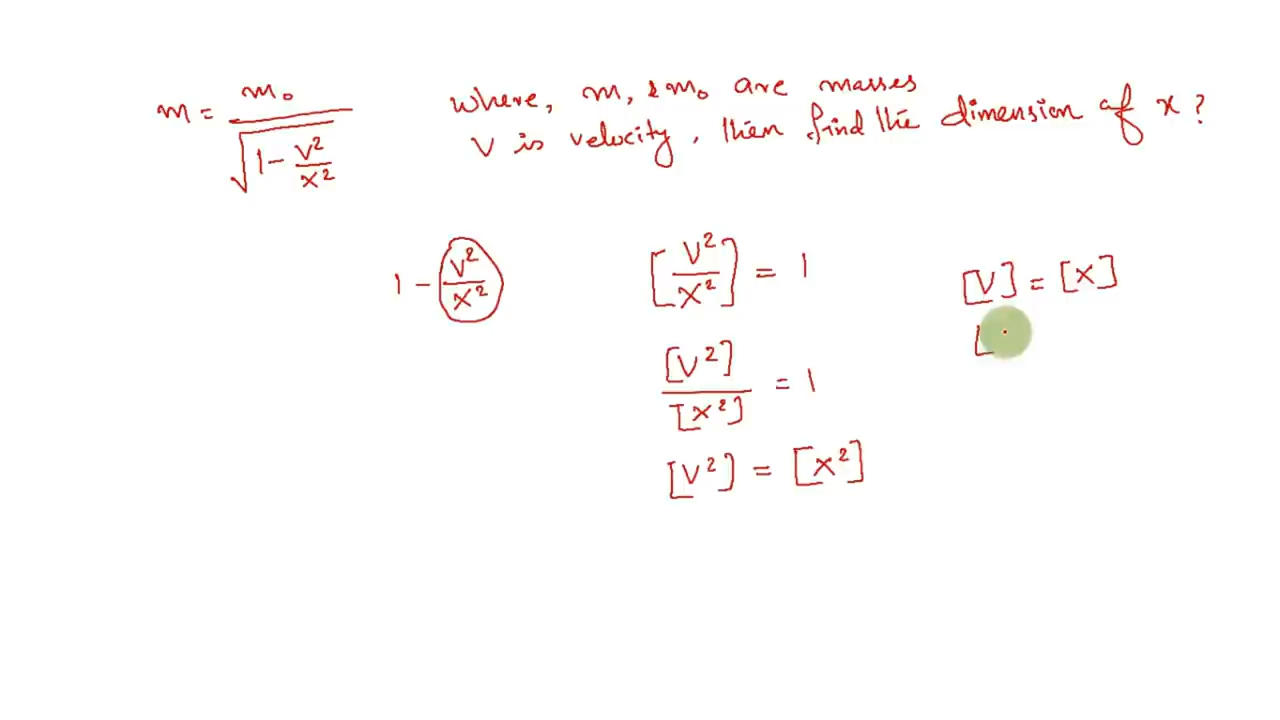 m = m₀ / √(1 - v²/x²)
where, m, & m₀ are masses
v is velocity, then find the dimension of x?
1 - v²/x²
[v²/x²] = 1
[v²]/[x²] = 1
[v²] = [x²]
[v] = [x]
[